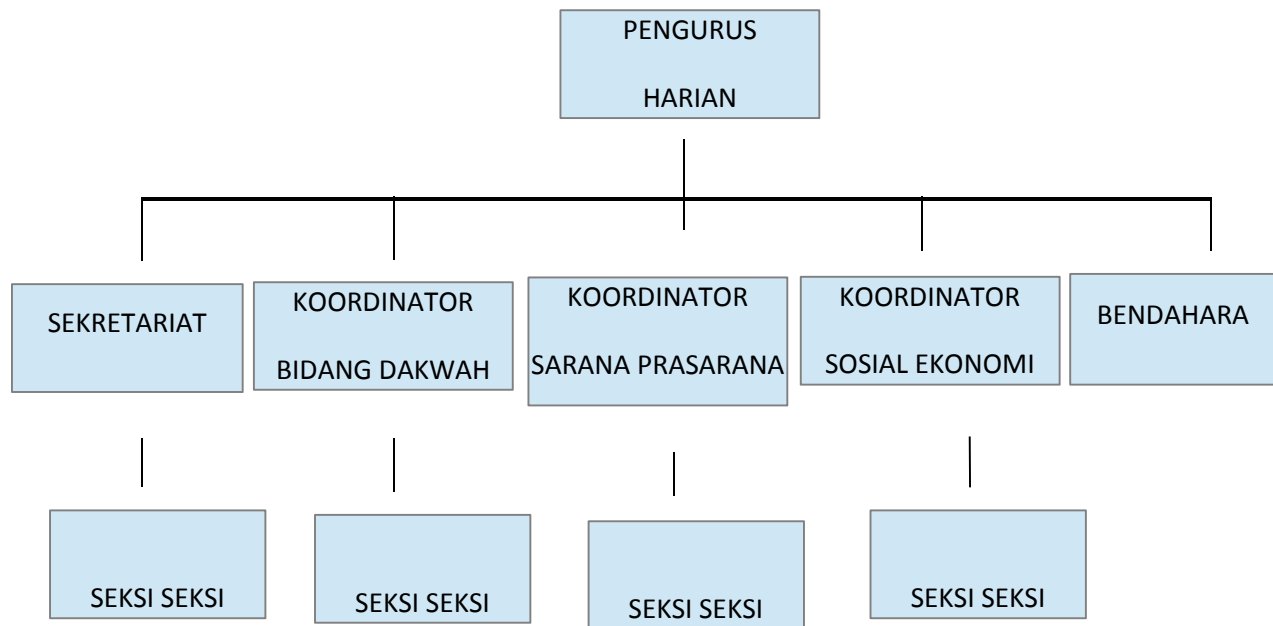 PENGURUS
HARIAN
SEKRETARIAT
KOORDINATOR
BIDANG DAKWAH
KOORDINATOR
SARANA PRASARANA
KOORDINATOR
SOSIAL EKONOMI
BENDAHARA
SEKSI SEKSI
SEKSI SEKSI
SEKSI SEKSI
SEKSI SEKSI